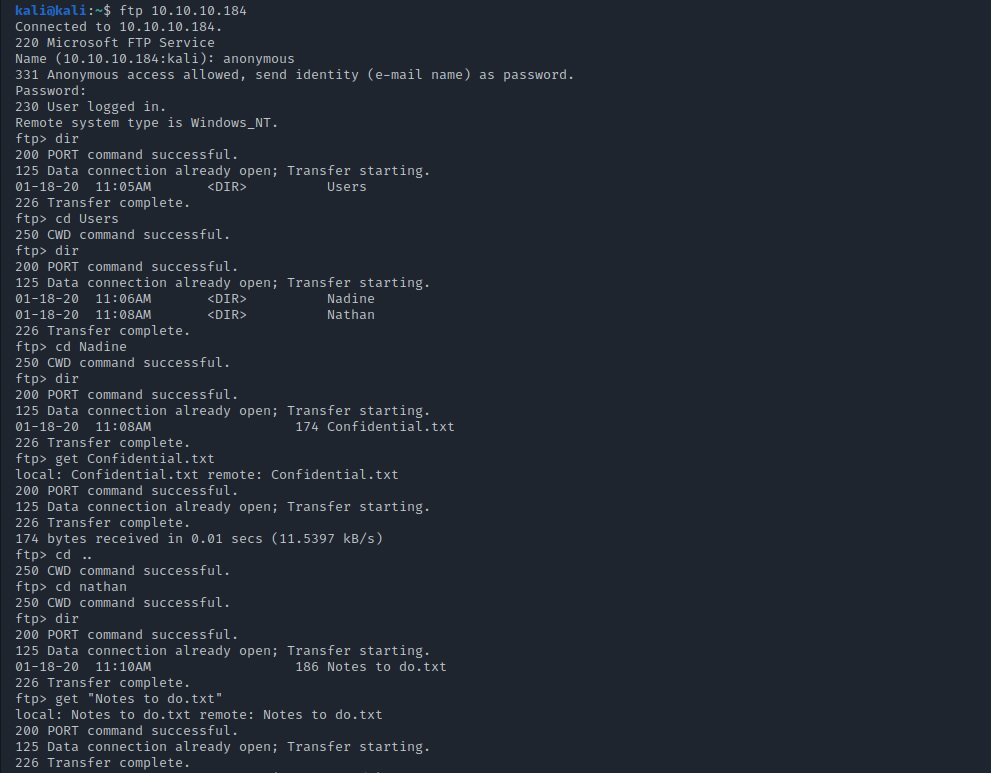 kali@kali:~$ ftp 10.10.10.184
Connected to 10.10.10.184.
220 Microsoft FTP Service
Name (10.10.10.184:kali): anonymous
331 Anonymous access allowed, send identity (e-mail name) as password.
Password:
230 User logged in.
Remote system type is Windows_NT.
ftp> dir
200 PORT command successful.
125 Data connection already open; Transfer starting.
01-18-20  11:05AM       <DIR>          Users
226 Transfer complete.
ftp> cd Users
250 CWD command successful.
ftp> dir
200 PORT command successful.
125 Data connection already open; Transfer starting.
01-18-20  11:06AM       <DIR>          Nadine
01-18-20  11:08AM       <DIR>          Nathan
226 Transfer complete.
ftp> cd Nadine
250 CWD command successful.
ftp> dir
200 PORT command successful.
125 Data connection already open; Transfer starting.
01-18-20  11:08AM                  174 Confidential.txt
226 Transfer complete.
ftp> get Confidential.txt
local: Confidential.txt remote: Confidential.txt
200 PORT command successful.
125 Data connection already open; Transfer starting.
226 Transfer complete.
174 bytes received in 0.01 secs (11.5397 kB/s)
ftp> cd ..
250 CWD command successful.
ftp> cd nathan
250 CWD command successful.
ftp> dir
200 PORT command successful.
125 Data connection already open; Transfer starting.
01-18-20  11:10AM                  186 Notes to do.txt
226 Transfer complete.
ftp> get "Notes to do.txt"
local: Notes to do.txt remote: Notes to do.txt
200 PORT command successful.
125 Data connection already open; Transfer starting.
226 Transfer complete.